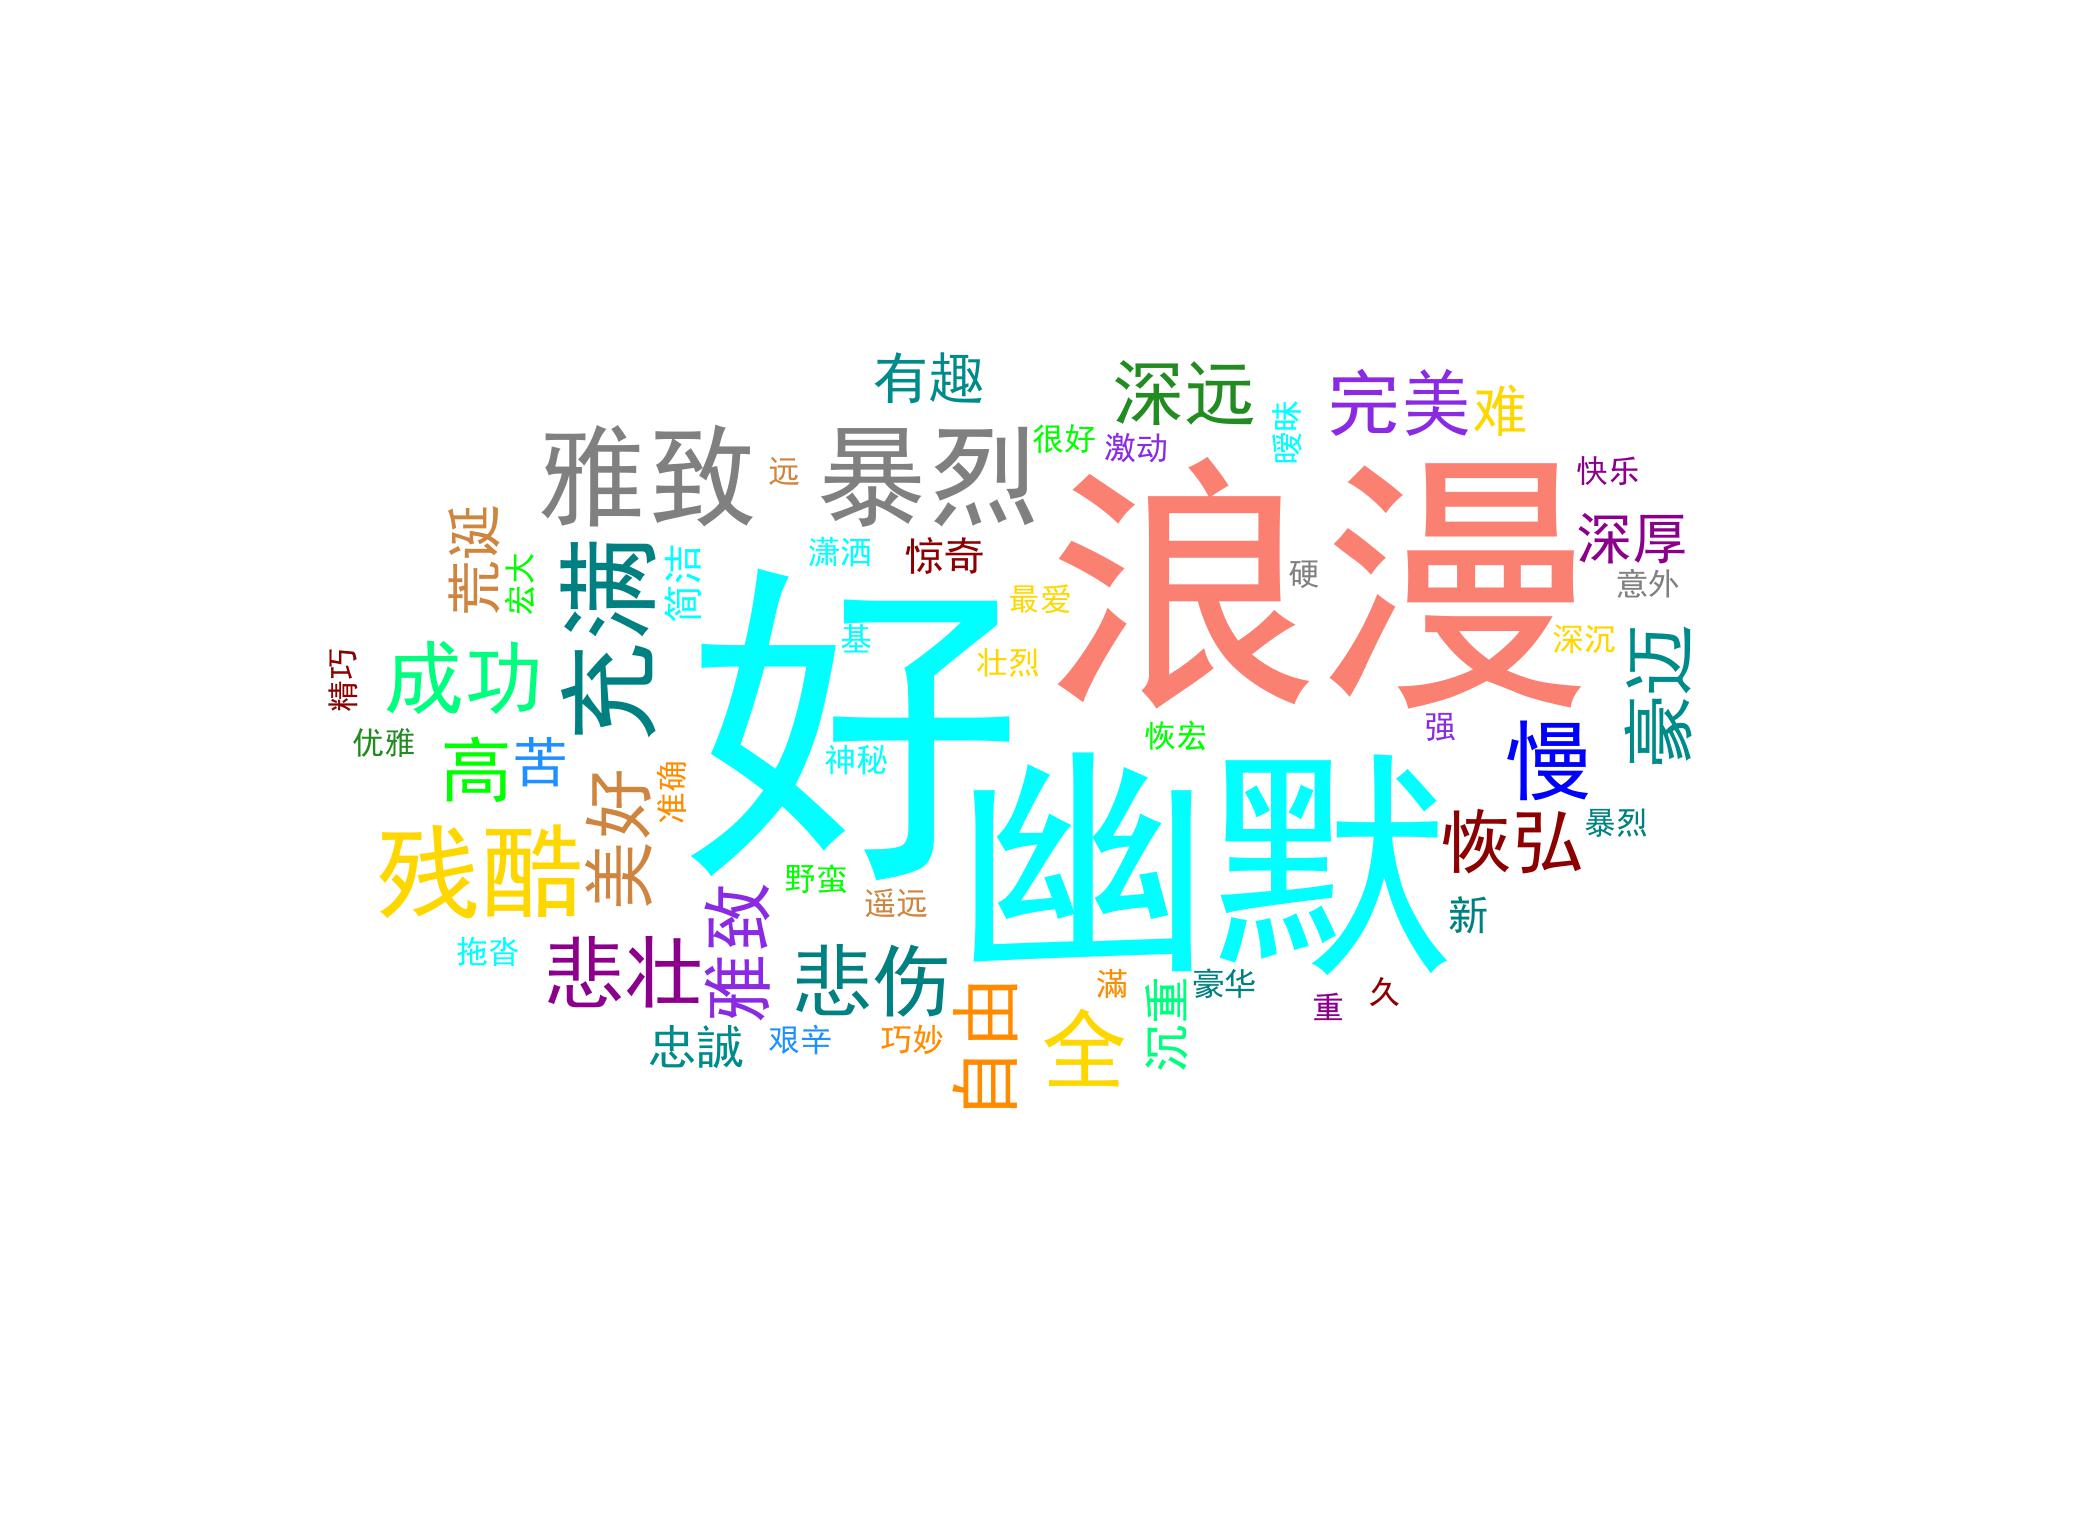 有趣
深远
完美
难
雅致
暴烈
很好
激动
暧昧
快乐
远
浪漫
荒诞
宏大
充满
简洁
潇洒
惊奇
硬
深厚
意外
最爱
好
基
壮烈
深沉
豪迈
精巧
成功
优雅
高
苦
神秘
恢宏
强
慢
美好
准确
幽默
恢弘
暴烈
残酷
野蛮
遥远
新
拖沓
悲壮
雅致
悲伤
自由
滿
沉重
豪华
重
久
忠誠
艰辛
巧妙
全